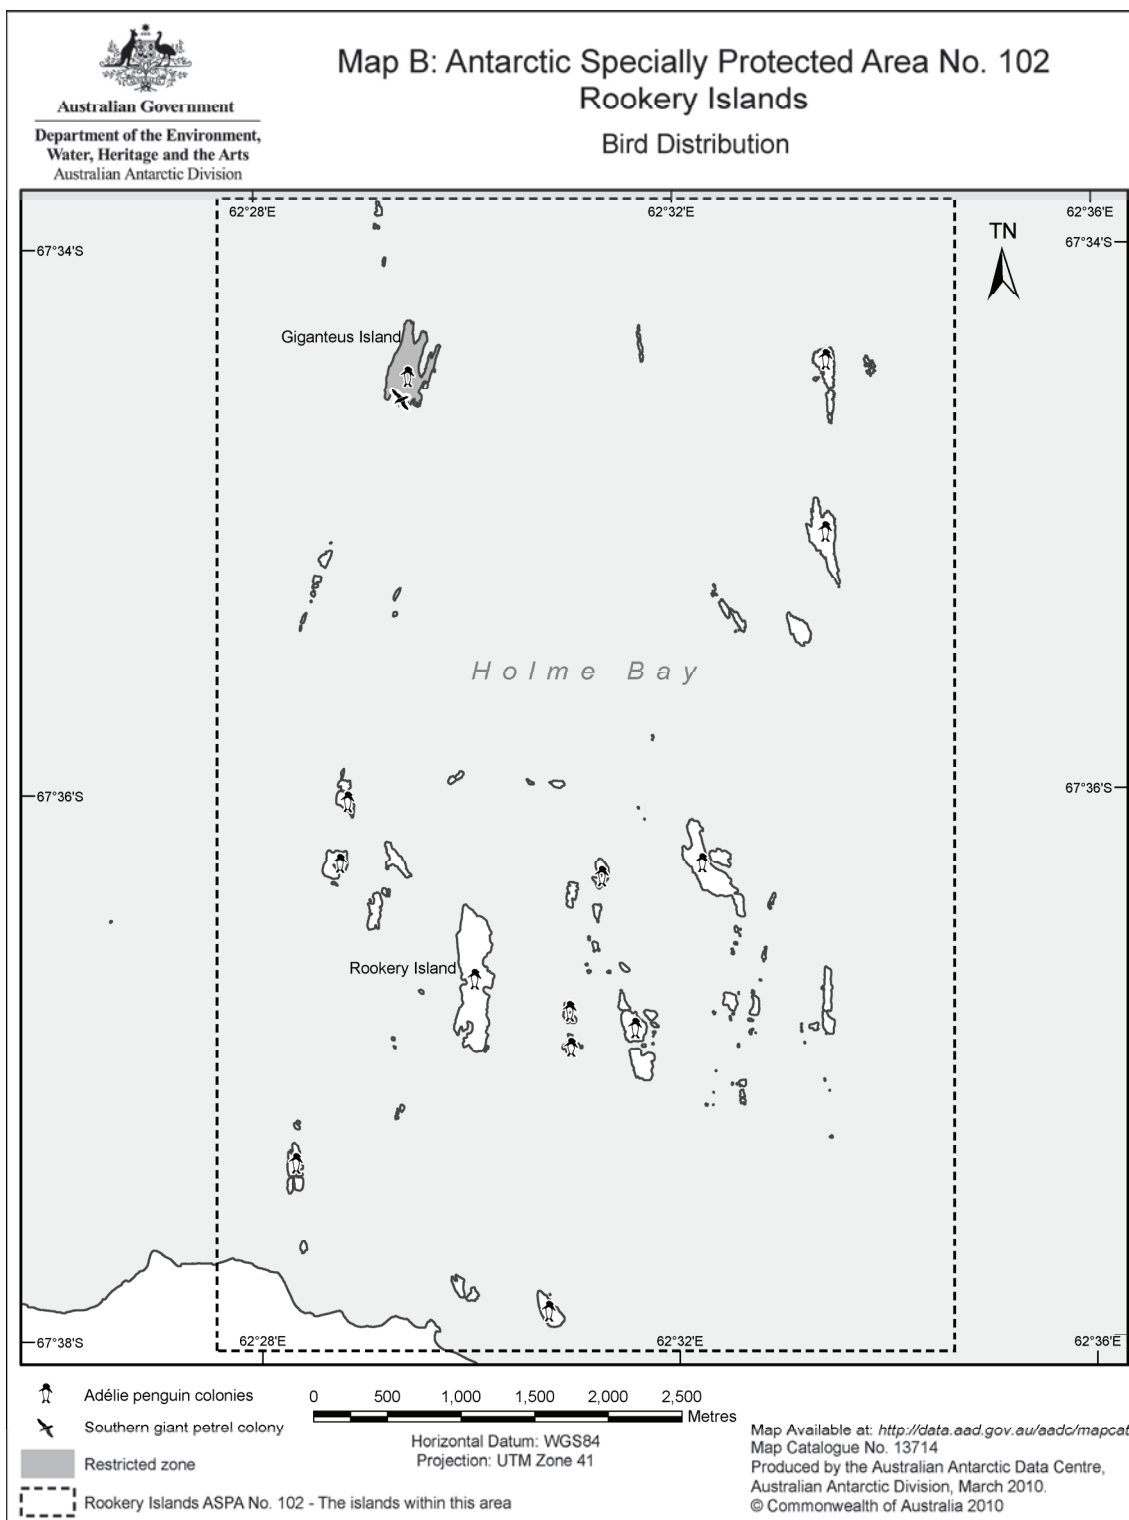 Map B: Antarctic Specially Protected Area No. 102
Rookery Islands
Bird Distribution
Australian Government
Department of the Environment,
Water, Heritage and the Arts
Australian Antarctic Division
62°28'E
62°32'E
62°36'E
67°34'S
67°34'S
TN
Giganteus Island
Holme Bay
67°36'S
67°36'S
Rookery Island
67°38'S
62°28'E
62°32'E
62°36'E
Adélie penguin colonies
Southern giant petrel colony
Restricted zone
Rookery Islands ASPA No. 102 - The islands within this area
0 500 1,000 1,500 2,000 2,500
Metres
Horizontal Datum: WGS84
Projection: UTM Zone 41
Map Available at: http://data.aad.gov.au/aadc/mapcat
Map Catalogue No. 13714
Produced by the Australian Antarctic Data Centre,
Australian Antarctic Division, March 2010.
© Commonwealth of Australia 2010